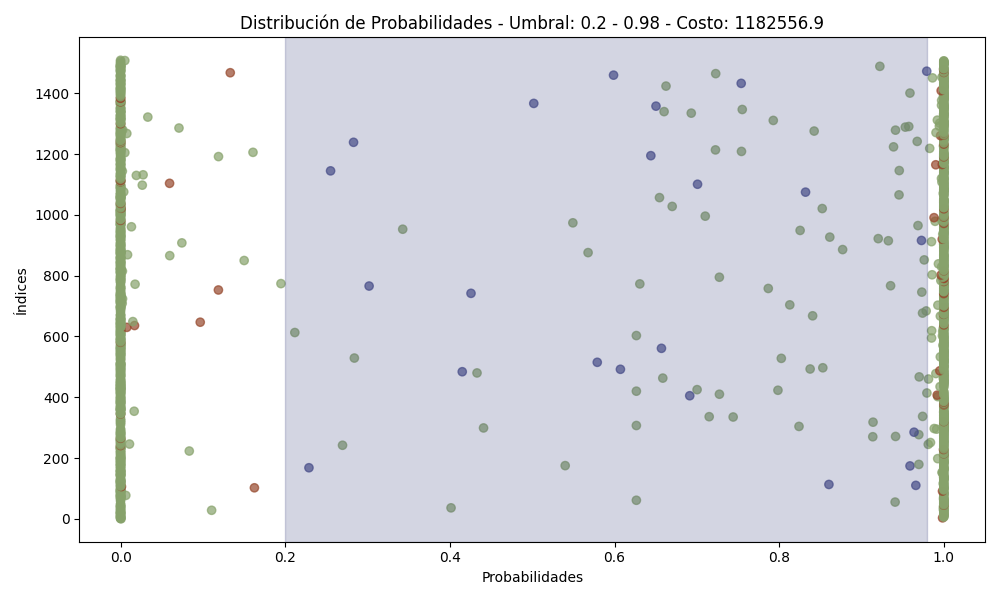 Distribución de Probabilidades - Umbral: 0.2 - 0.98 - Costo: 1182556.9
Índices
1400
1200
1000
800
600
400
200
0
0.0 0.2 0.4 0.6 0.8 1.0
Probabilidades